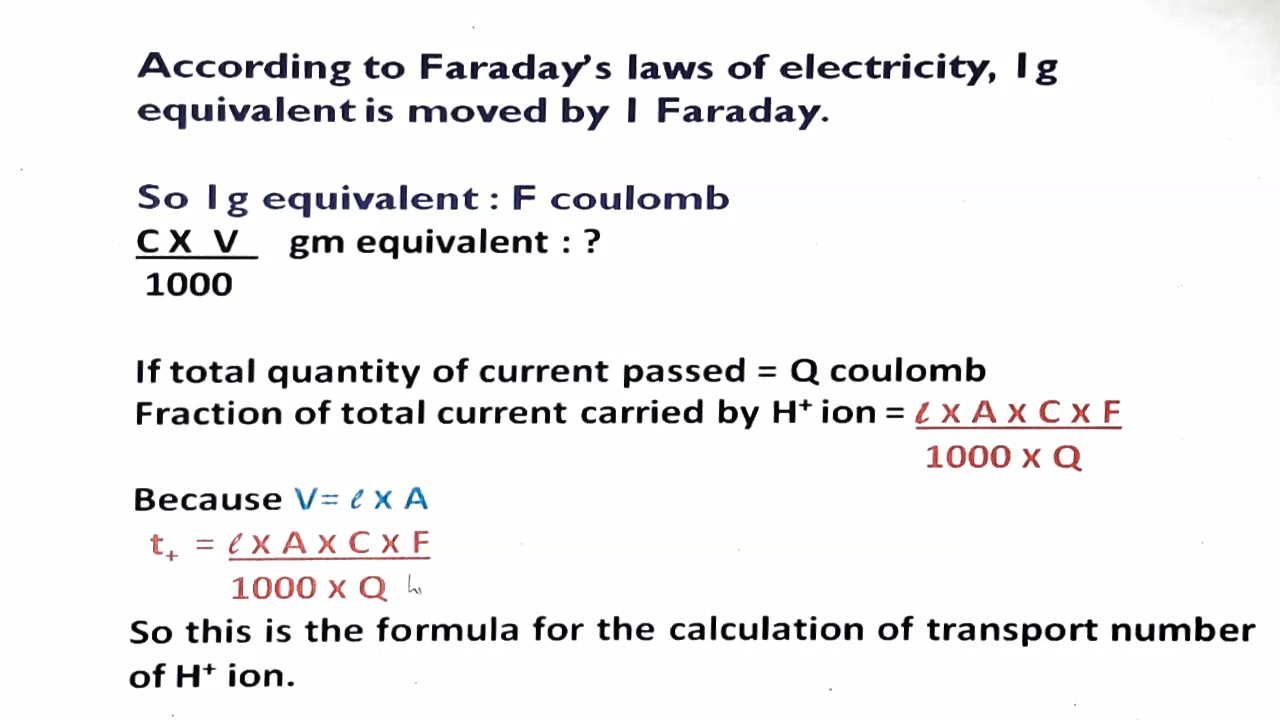 According to Faraday's laws of electricity, 1g
equivalent is moved by 1 Faraday.
So 1g equivalent : F coulomb
C X V gm equivalent : ?
1000
If total quantity of current passed = Q coulomb
Fraction of total current carried by H⁺ ion = ℓ x A x C x F
1000 x Q
Because V= ℓ x A
t₊ = ℓ x A x C x F
1000 x Q
So this is the formula for the calculation of transport number
of H⁺ ion.